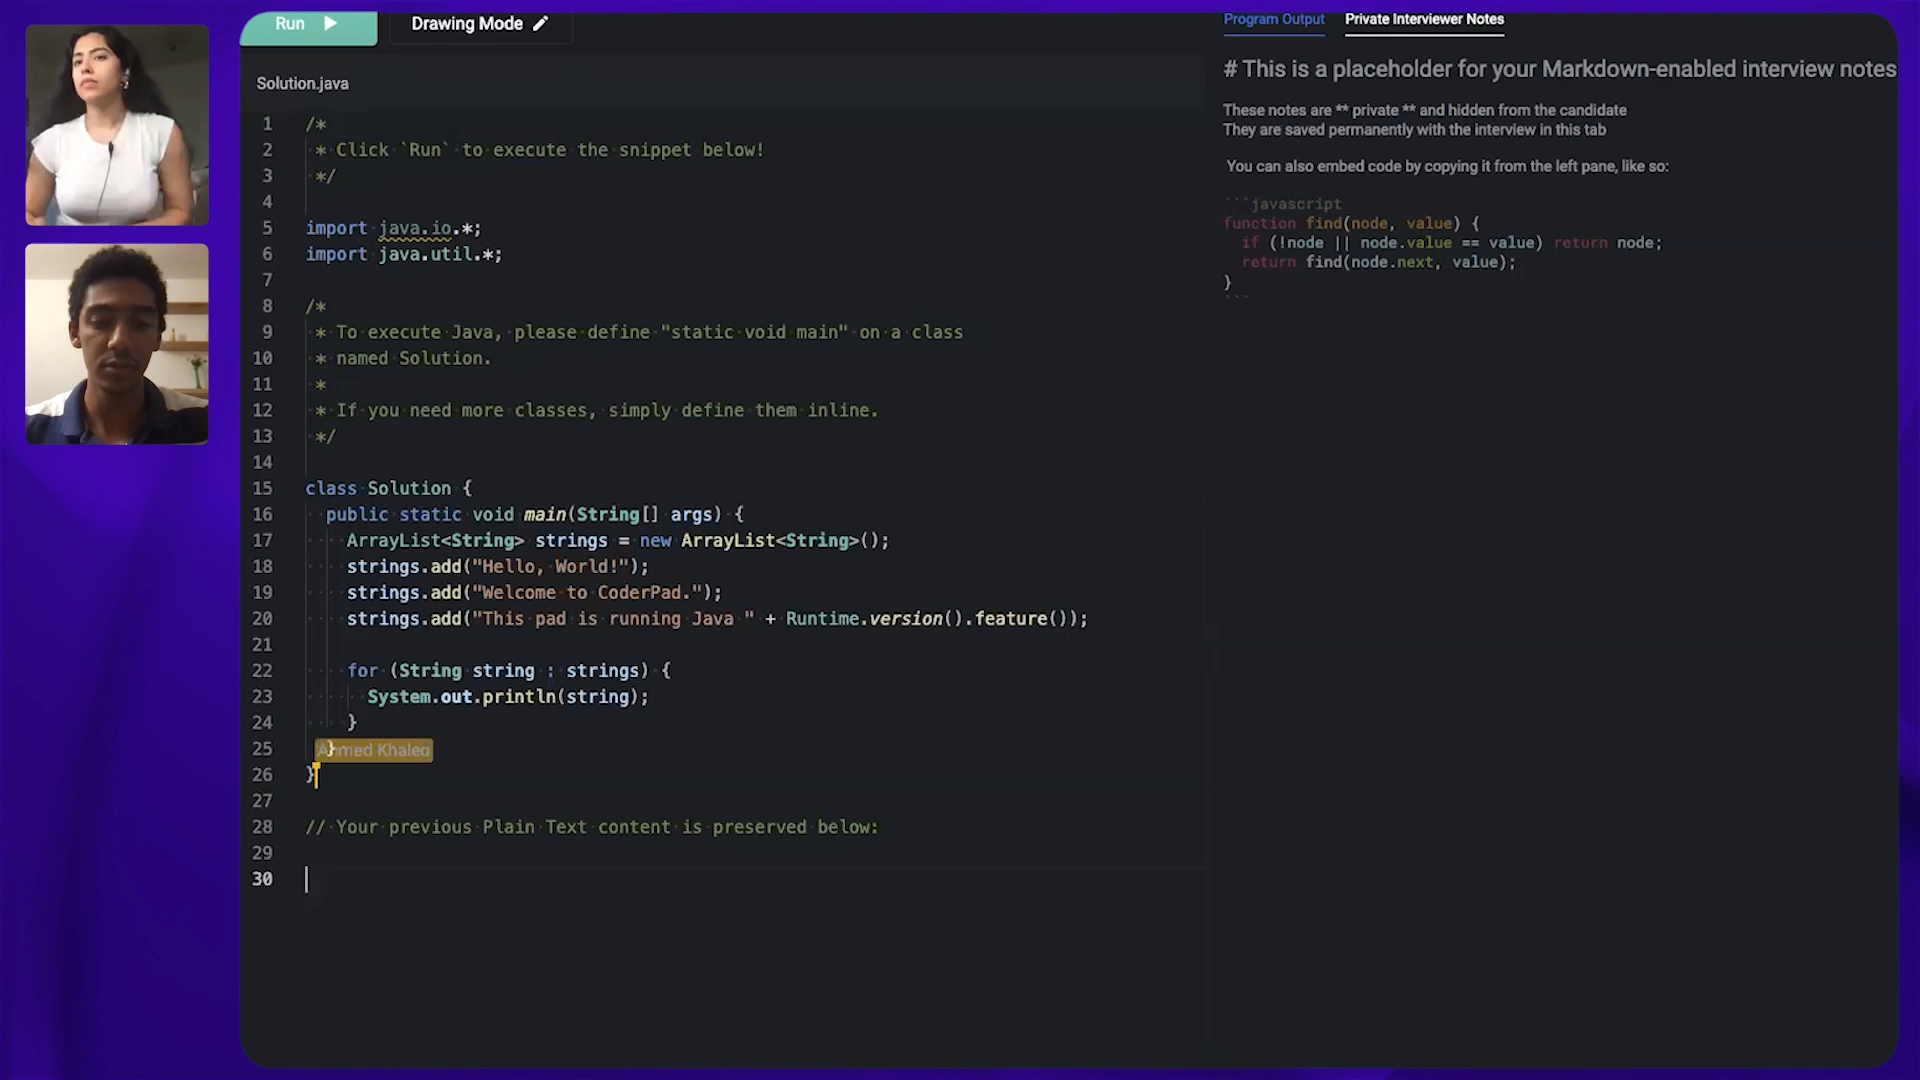 Run
Drawing Mode
Solution.java
1 /*
2 * Click `Run` to execute the snippet below!
3 */
4
5 import java.io.*;
6 import java.util.*;
7
8 /*
9 * To execute Java, please define "static void main" on a class
10 * named Solution.
11 *
12 * If you need more classes, simply define them inline.
13 */
14
15 class Solution {
16 public static void main(String[] args) {
17 ArrayList<String> strings = new ArrayList<String>();
18 strings.add("Hello, World!");
19 strings.add("Welcome to CoderPad.");
20 strings.add("This pad is running Java " + Runtime.version().feature());
21
22 for (String string : strings) {
23 System.out.println(string);
24 }
25 } Ahmed Khaleq
26 }
27
28 // Your previous Plain Text content is preserved below:
29
30
Program Output
Private Interviewer Notes
# This is a placeholder for your Markdown-enabled interview notes
These notes are ** private ** and hidden from the candidate
They are saved permanently with the interview in this tab
You can also embed code by copying it from the left pane, like so:
```javascript
function find(node, value) {
if (!node || node.value == value) return node;
return find(node.next, value);
}
```